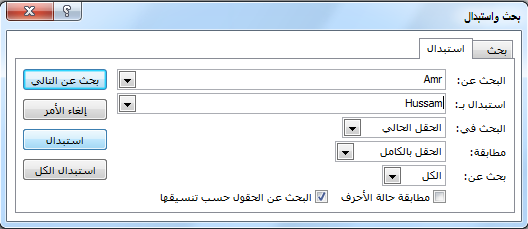 بحث واستبدال
بحث
استبدال
البحث عن: Amr
استبدال بـ: Hussam
البحث في: الحقل الحالي
مطابقة: الحقل بالكامل
بحث عن: الكل
مطابقة حالة الأحرف
البحث عن الحقول حسب تنسيقها
بحث عن التالي
إلغاء الأمر
استبدال
استبدال الكل